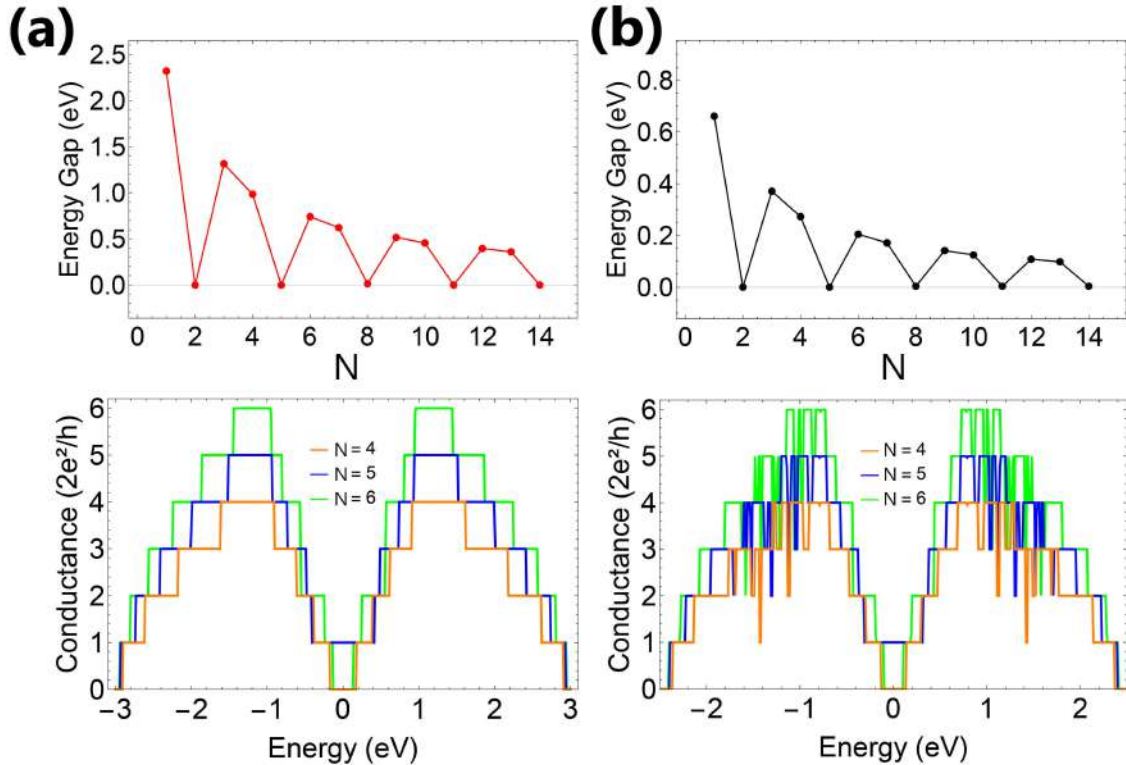 (a)
Energy Gap (eV)
2.5
2.0
1.5
1.0
0.5
0.0
0 2 4 6 8 10 12 14
N
(b)
Energy Gap (eV)
0.8
0.6
0.4
0.2
0.0
0 2 4 6 8 10 12 14
N
Conductance (2e²/h)
6
5
4
3
2
1
0
N = 4
N = 5
N = 6
−3 −2 −1 0 1 2 3
Energy (eV)
Conductance (2e²/h)
6
5
4
3
2
1
0
N = 4
N = 5
N = 6
−2 −1 0 1 2
Energy (eV)